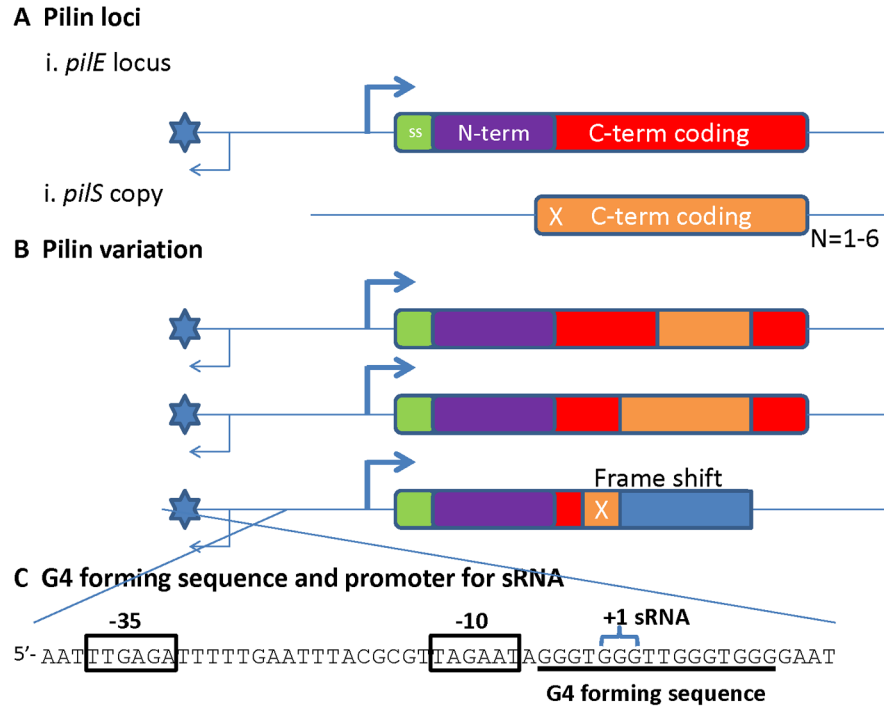 A Pilin loci
i. pilE locus
ss N-term C-term coding
i. pilS copy
X C-term coding
N=1-6
B Pilin variation
Frame shift
X
C G4 forming sequence and promoter for sRNA
-35 -10 +1 sRNA
5'- AATTTGAGATTTTTGAATTTACGCGTTAGAATAGGGTGGGTTGGGTGGGGAAT
G4 forming sequence